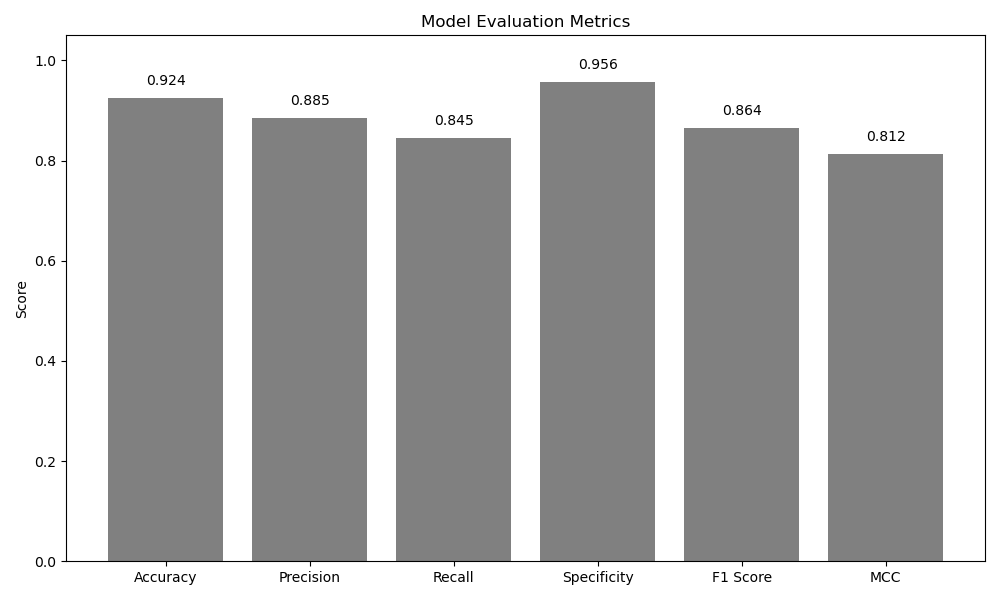 Model Evaluation Metrics
Score
1.0
0.8
0.6
0.4
0.2
0.0
0.924
0.885
0.845
0.956
0.864
0.812
Accuracy
Precision
Recall
Specificity
F1 Score
MCC